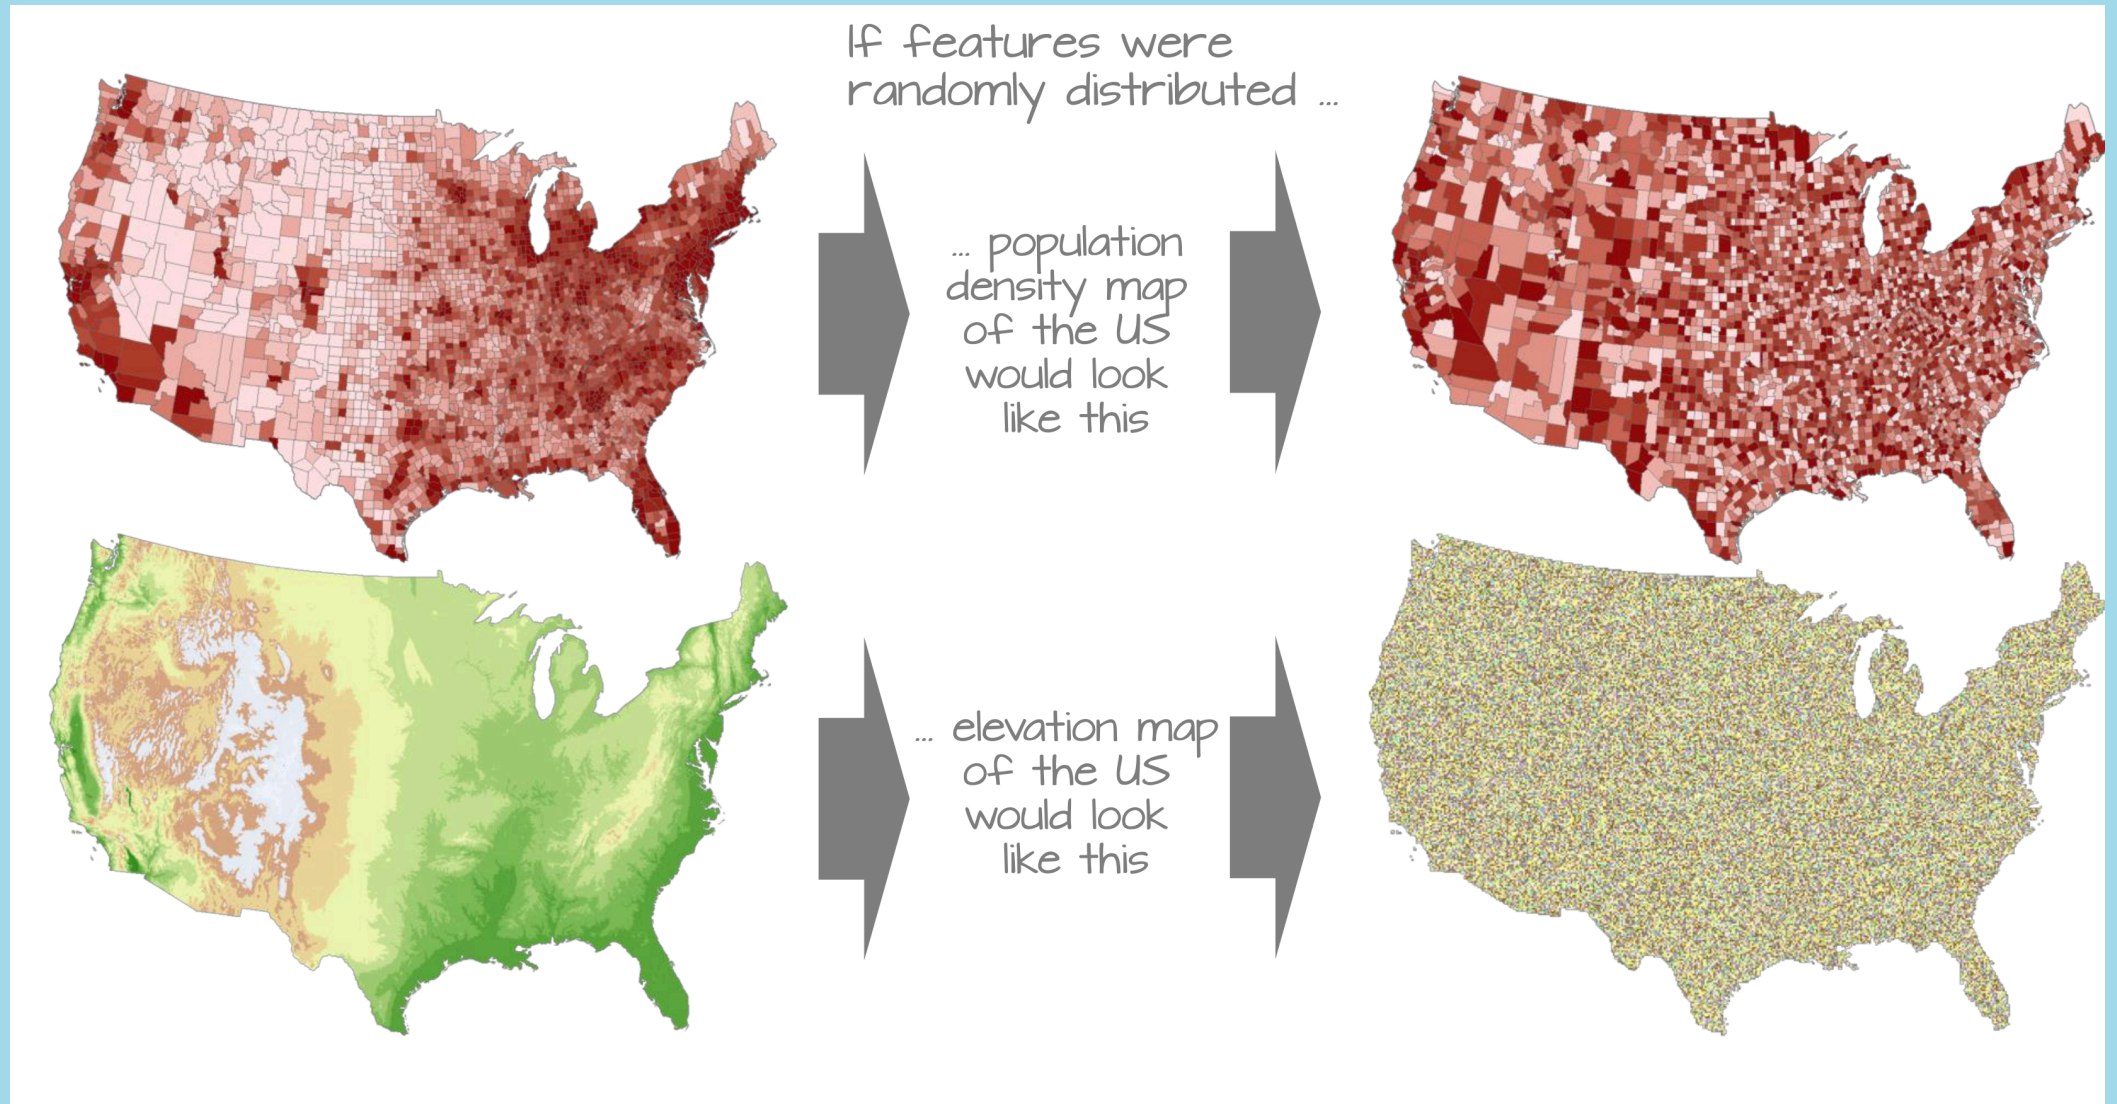 If features were
randomly distributed ...
... population
density map
of the US
would look
like this
... elevation map
of the US
would look
like this